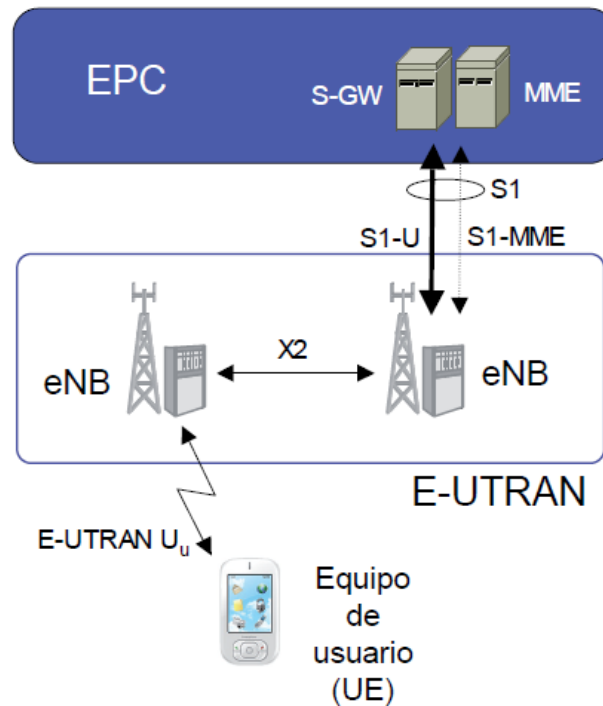 EPC
S-GW
MME
S1
S1-U
S1-MME
X2
eNB
eNB
E-UTRAN
E-UTRAN Uu
Equipo
de
usuario
(UE)